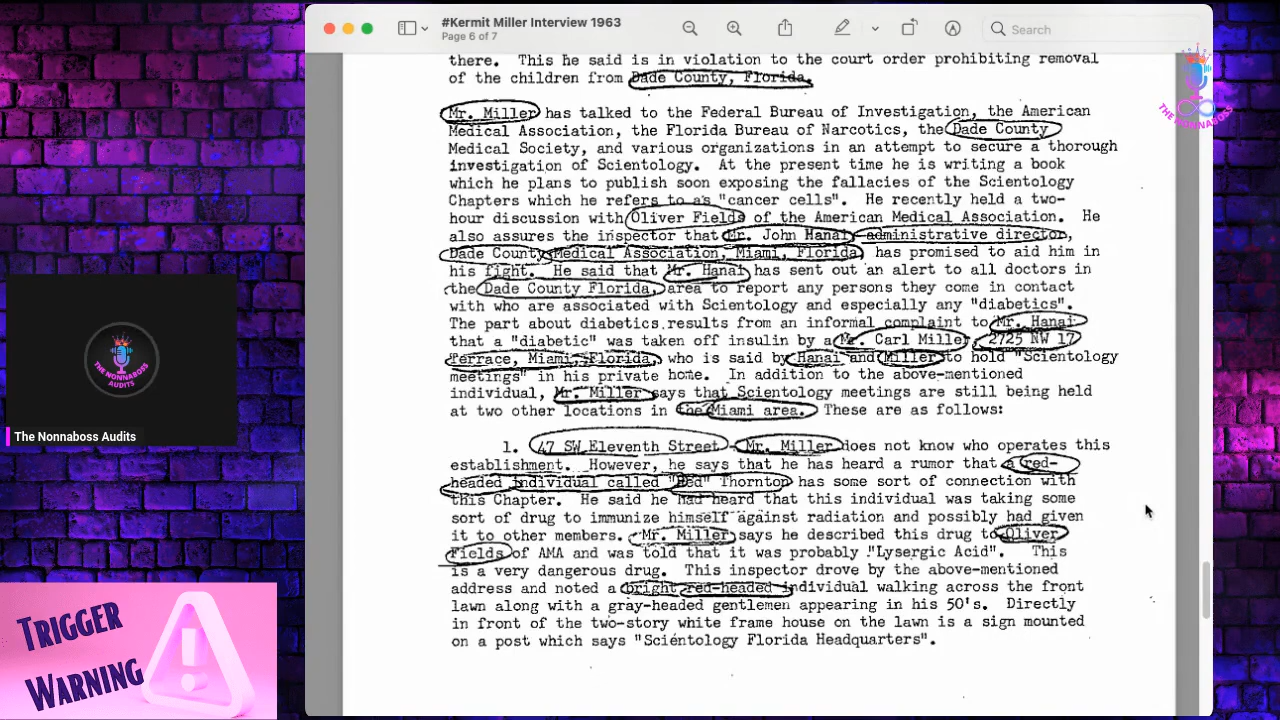 #Kermit Miller Interview 1963
Page 6 of 7
Search
there. This he said is in violation to the court order prohibiting removal
of the children from Dade County, Florida.
Mr. Miller has talked to the Federal Bureau of Investigation, the American
Medical Association, the Florida Bureau of Narcotics, the Dade County
Medical Society, and various organizations in an attempt to secure a thorough
investigation of Scientology. At the present time he is writing a book
which he plans to publish soon exposing the fallacies of the Scientology
Chapters which he refers to as "cancer cells". He recently held a two-
hour discussion with Oliver Fields of the American Medical Association. He
also assures the inspector that Mr. John Hanai administrative director,
Dade County Medical Association, Miami, Florida has promised to aid him in
his fight. He said that Mr. Hanai has sent out an alert to all doctors in
the Dade County Florida, area to report any persons they come in contact
with who are associated with Scientology and especially any "diabetics".
The part about diabetics results from an informal complaint to Mr. Hanai
that a "diabetic" was taken off insulin by a Mr. Carl Miller, 2725 NW 17
Terrace, Miami, Florida, who is said by Hanai and Miller to hold "Scientology
meetings" in his private home. In addition to the above-mentioned
individual, Mr. Miller says that Scientology meetings are still being held
at two other locations in the Miami area. These are as follows:
1. 47 SW Eleventh Street - Mr. Miller does not know who operates this
establishment. However, he says that he has heard a rumor that a red-
headed individual called "Red" Thornton has some sort of connection with
this Chapter. He said he had heard that this individual was taking some
sort of drug to immunize himself against radiation and possibly had given
it to other members. Mr. Miller says he described this drug to Oliver
Fields of AMA and was told that it was probably "Lysergic Acid". This
is a very dangerous drug. This inspector drove by the above-mentioned
address and noted a bright red-headed individual walking across the front
lawn along with a gray-headed gentlemen appearing in his 50's. Directly
in front of the two-story white frame house on the lawn is a sign mounted
on a post which says "Scientology Florida Headquarters".
THE NONNABOSS
THE NONNABOSS
AUDITS
The Nonnaboss Audits
TRIGGER
WARNING